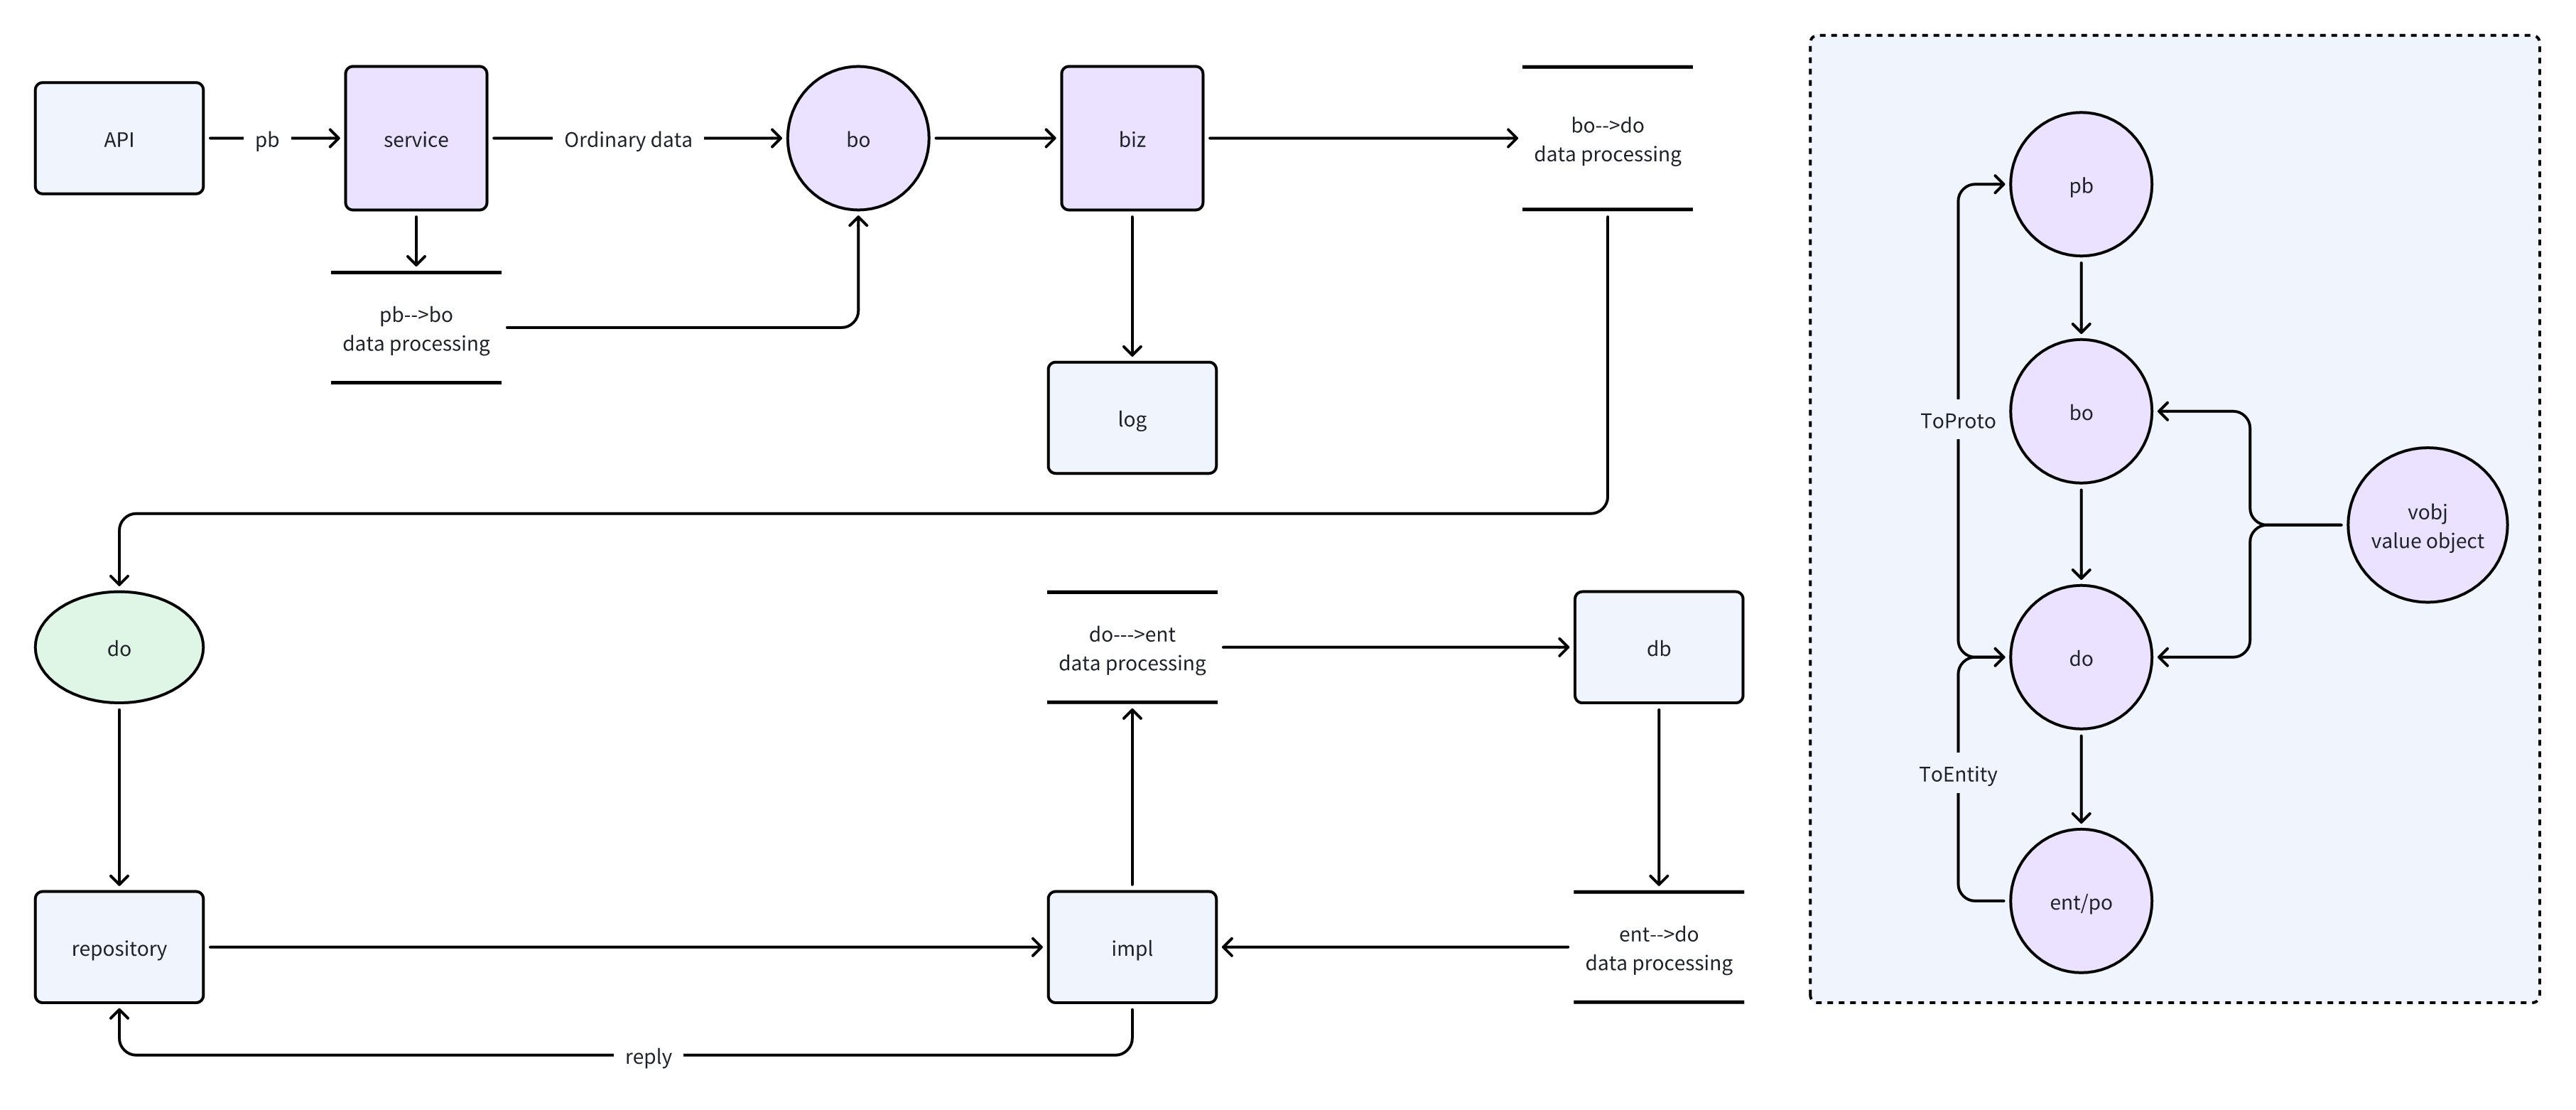 API
pb
service
Ordinary data
bo
biz
bo-->do
data processing
pb-->bo
data processing
log
do
do--->ent
data processing
db
repository
impl
ent-->do
data processing
reply
pb
ToProto
bo
vobj
value object
do
ToEntity
ent/po